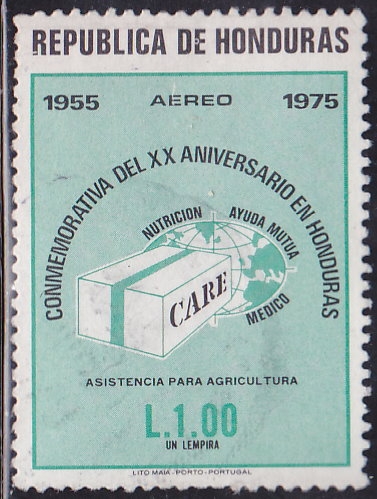 REPUBLICA DE HONDURAS
1955 AEREO 1975
CONMEMORATIVA DEL XX ANIVERSARIO EN HONDURAS
NUTRICION AYUDA MUTUA
MEDICO
CARE
ASISTENCIA PARA AGRICULTURA
L.1.00
UN LEMPIRA
LITO MAIA-PORTO-PORTUGAL